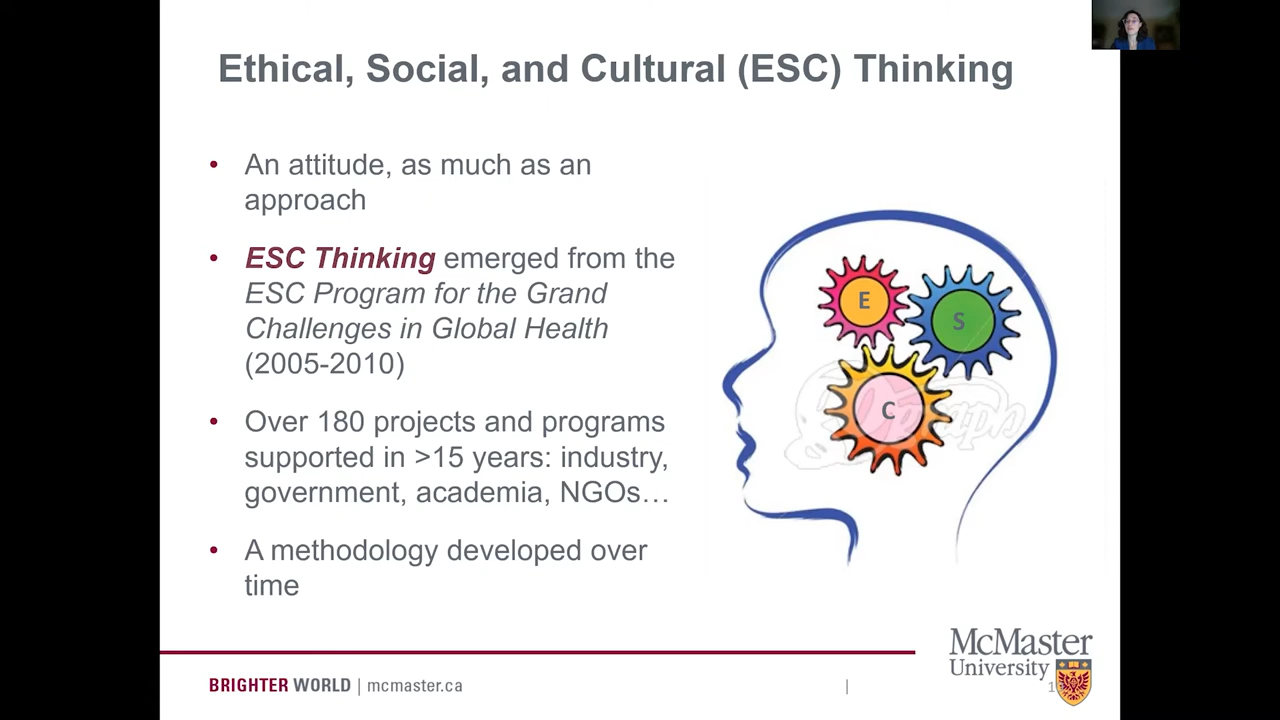 Ethical, Social, and Cultural (ESC) Thinking
• An attitude, as much as an
approach
• ESC Thinking emerged from the
ESC Program for the Grand
Challenges in Global Health
(2005-2010)
• Over 180 projects and programs
supported in >15 years: industry,
government, academia, NGOs…
• A methodology developed over
time
E
S
C
McMaster
University
BRIGHTER WORLD | mcmaster.ca
|